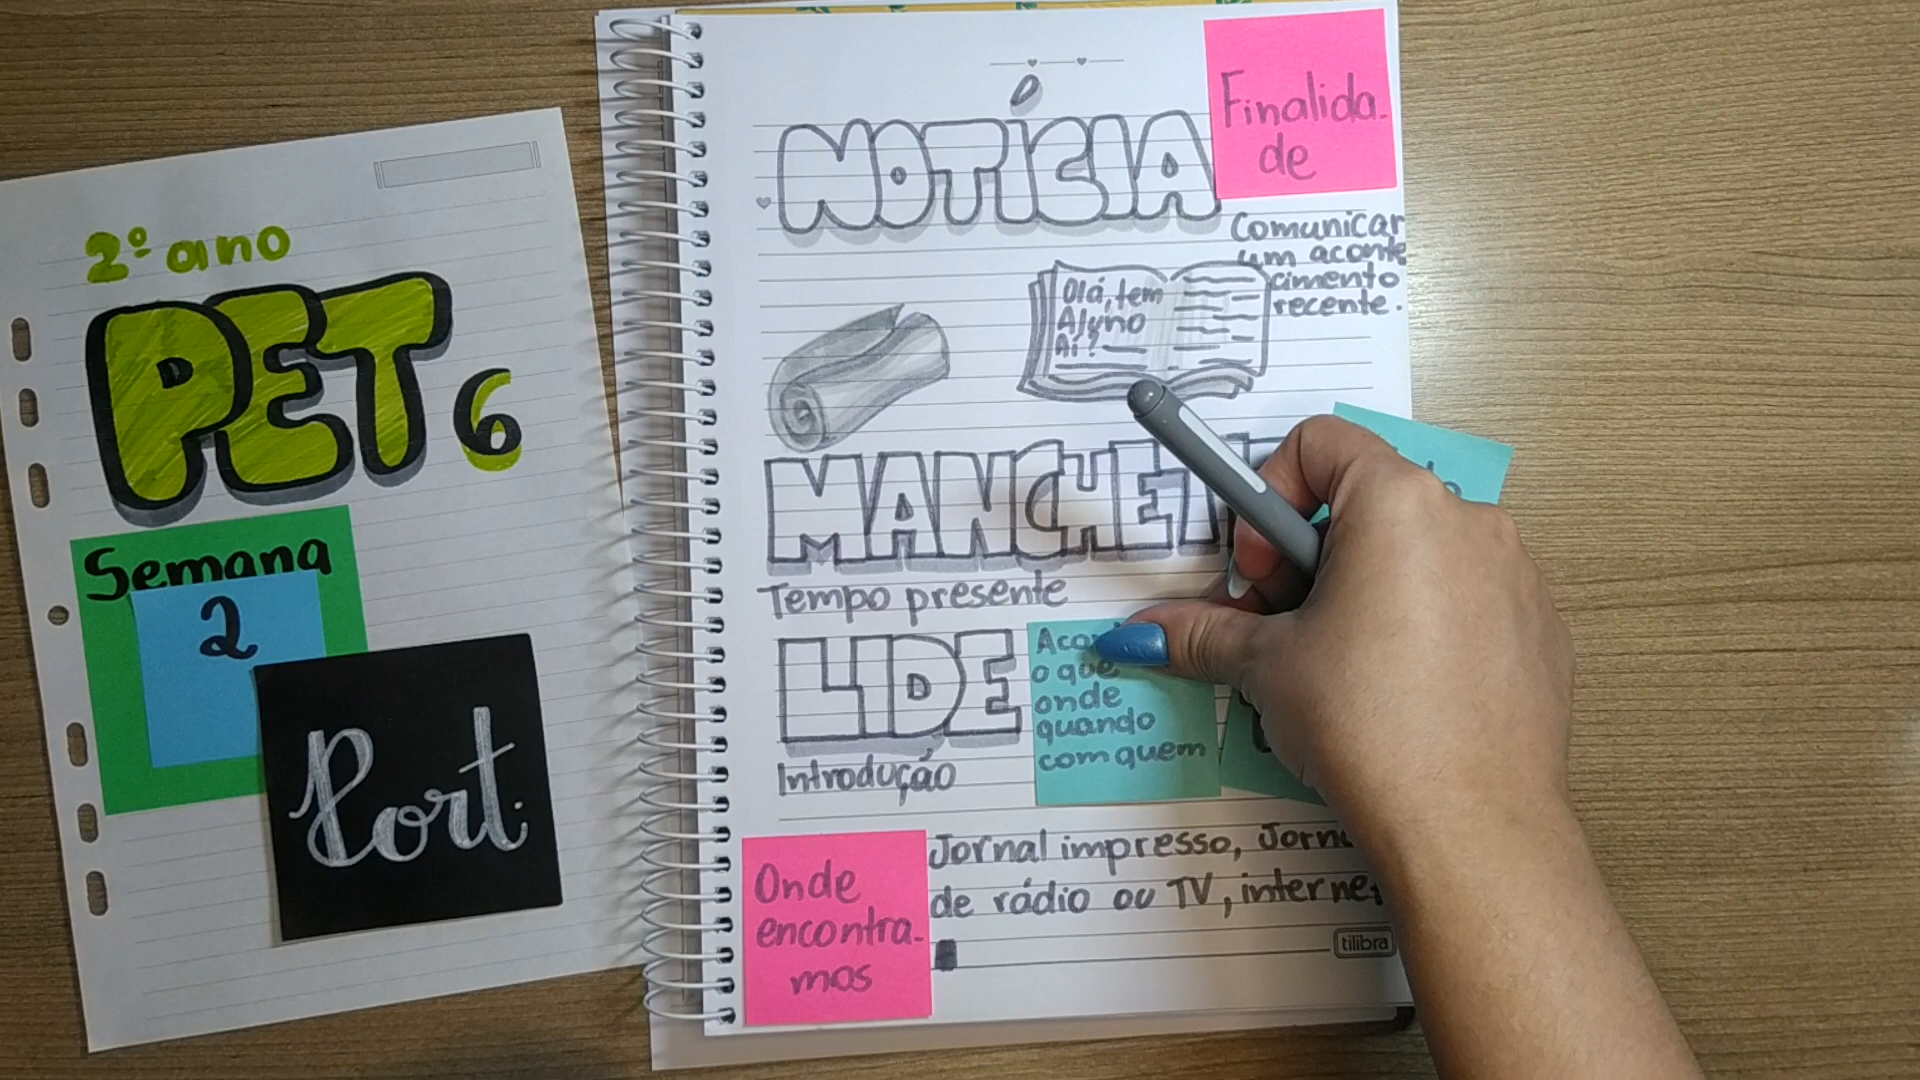 2º ano
PET 6
Semana
2
Port.
NOTÍCIA
Finalida-
de
Comunicar
um aconte
cimento
recente.
Olá, tem
Aluno
Aí?
Tempo presente
LIDE
Introdução
o que
onde
quando
com quem
Onde
encontra-
mos
Jornal impresso,
de rádio ou TV,
tilibra